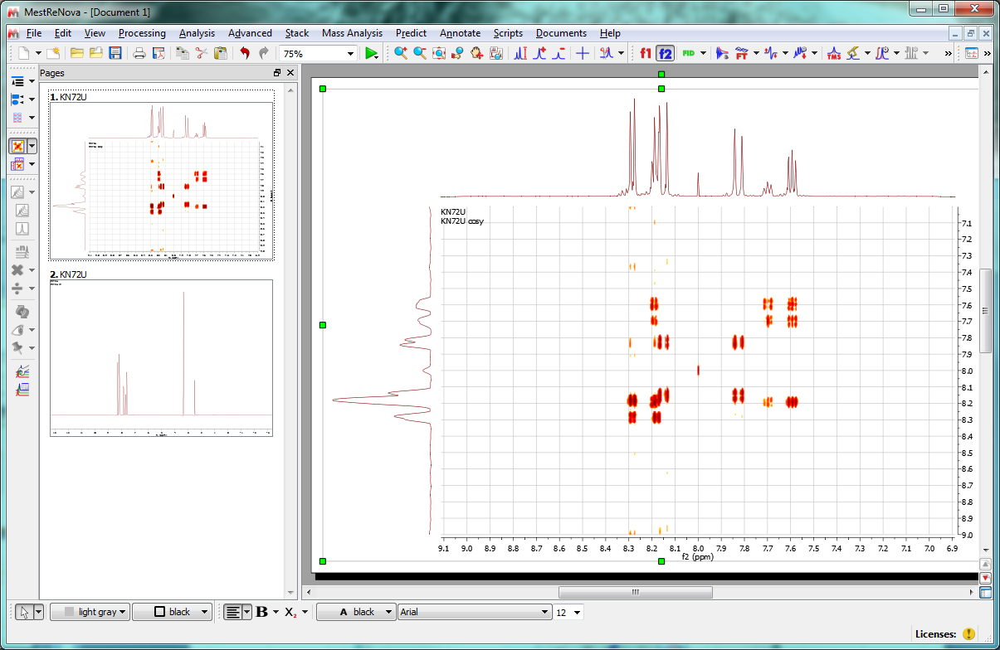 MestReNova - [Document 1]
File Edit View Processing Analysis Advanced Stack Mass Analysis Predict Annotate Scripts Documents Help
75% f1 f2 FID FT TMS
Pages
1. KN72U
2. KN72U
KN72U
KN72U cosy
7.1
7.2
7.3
7.4
7.5
7.6
7.7
7.8
7.9
8.0
8.1
8.2
8.3
8.4
8.5
8.6
8.7
8.8
8.9
9.0
9.1 9.0 8.9 8.8 8.7 8.6 8.5 8.4 8.3 8.2 8.1 8.0 7.9 7.8 7.7 7.6 7.5 7.4 7.3 7.2 7.1 7.0 6.9
f2 (ppm)
light gray black B X2 A black Arial 12
Licenses: